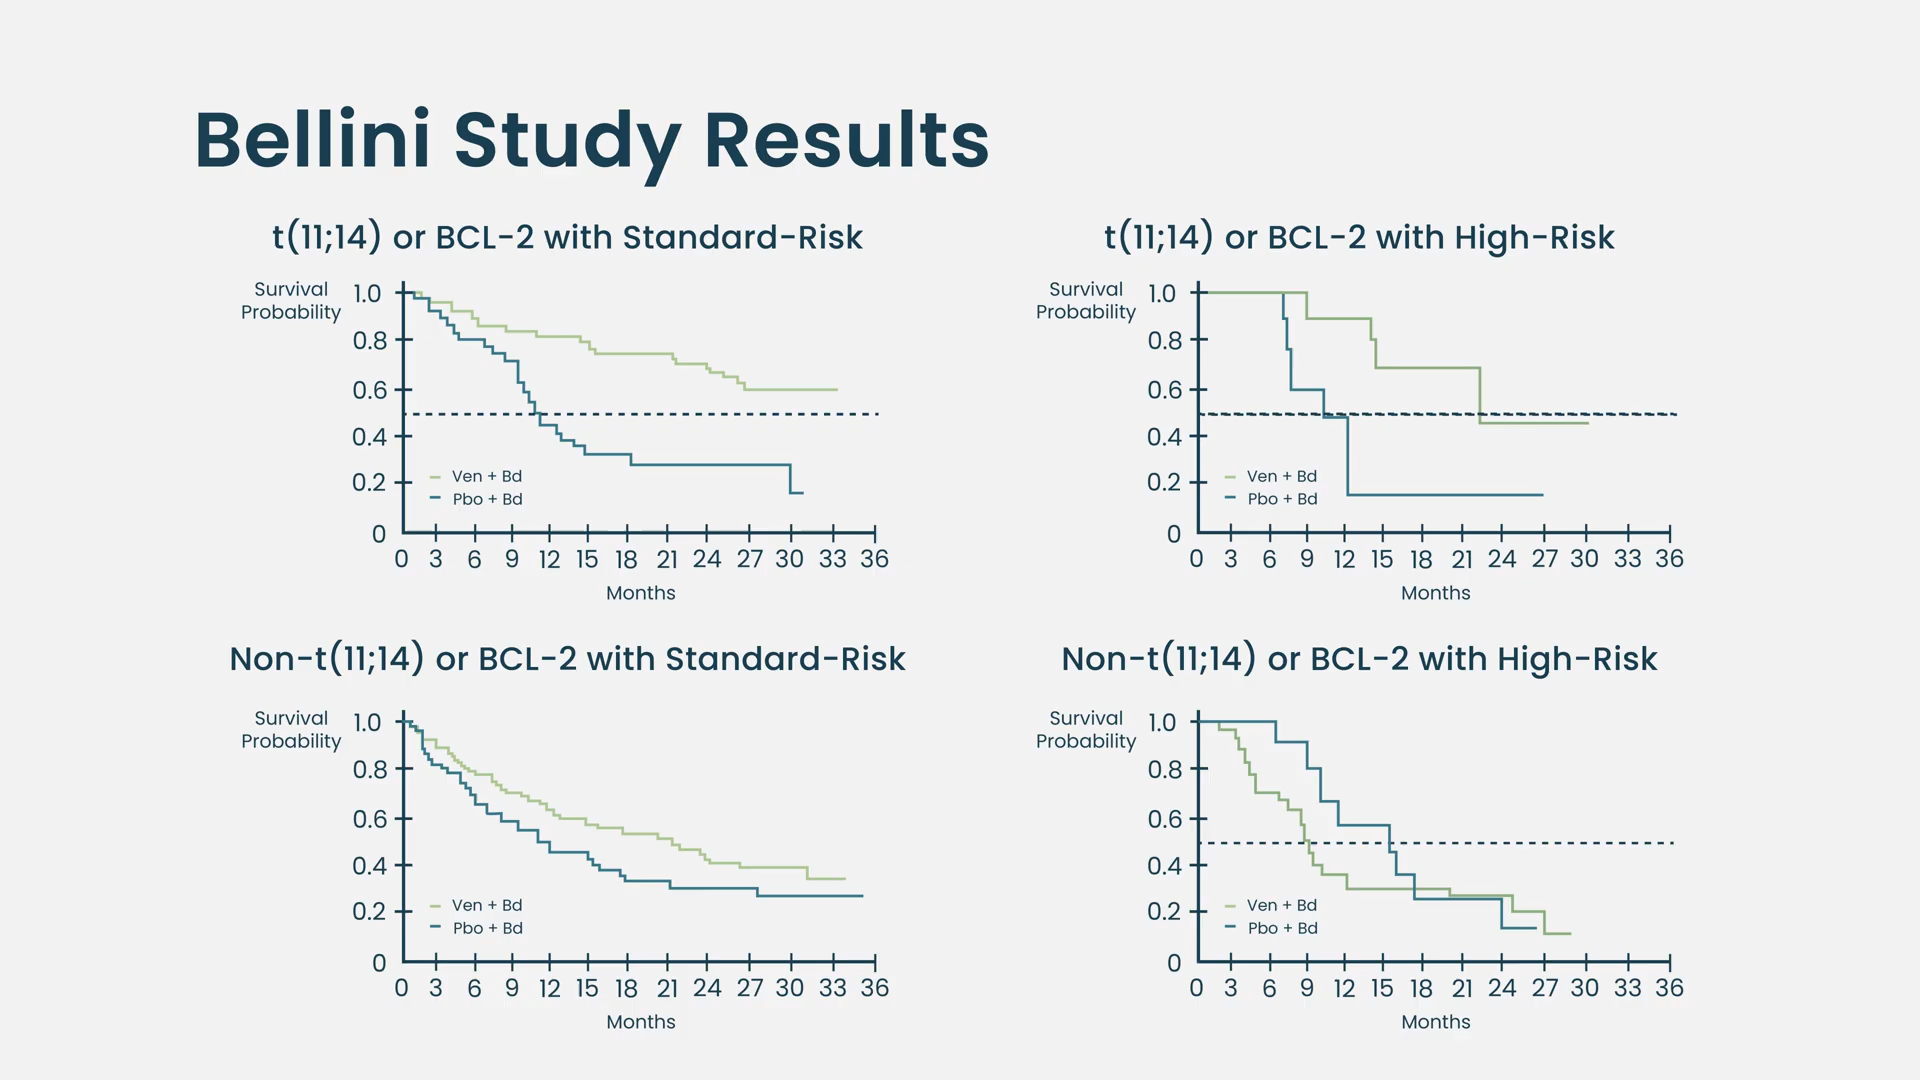 Bellini Study Results
t(11;14) or BCL-2 with Standard-Risk
Survival
Probability
1.0
0.8
0.6
0.4
0.2
0
Ven + Bd
Pbo + Bd
0 3 6 9 12 15 18 21 24 27 30 33 36
Months
t(11;14) or BCL-2 with High-Risk
Survival
Probability
1.0
0.8
0.6
0.4
0.2
0
Ven + Bd
Pbo + Bd
0 3 6 9 12 15 18 21 24 27 30 33 36
Months
Non-t(11;14) or BCL-2 with Standard-Risk
Survival
Probability
1.0
0.8
0.6
0.4
0.2
0
Ven + Bd
Pbo + Bd
0 3 6 9 12 15 18 21 24 27 30 33 36
Months
Non-t(11;14) or BCL-2 with High-Risk
Survival
Probability
1.0
0.8
0.6
0.4
0.2
0
Ven + Bd
Pbo + Bd
0 3 6 9 12 15 18 21 24 27 30 33 36
Months